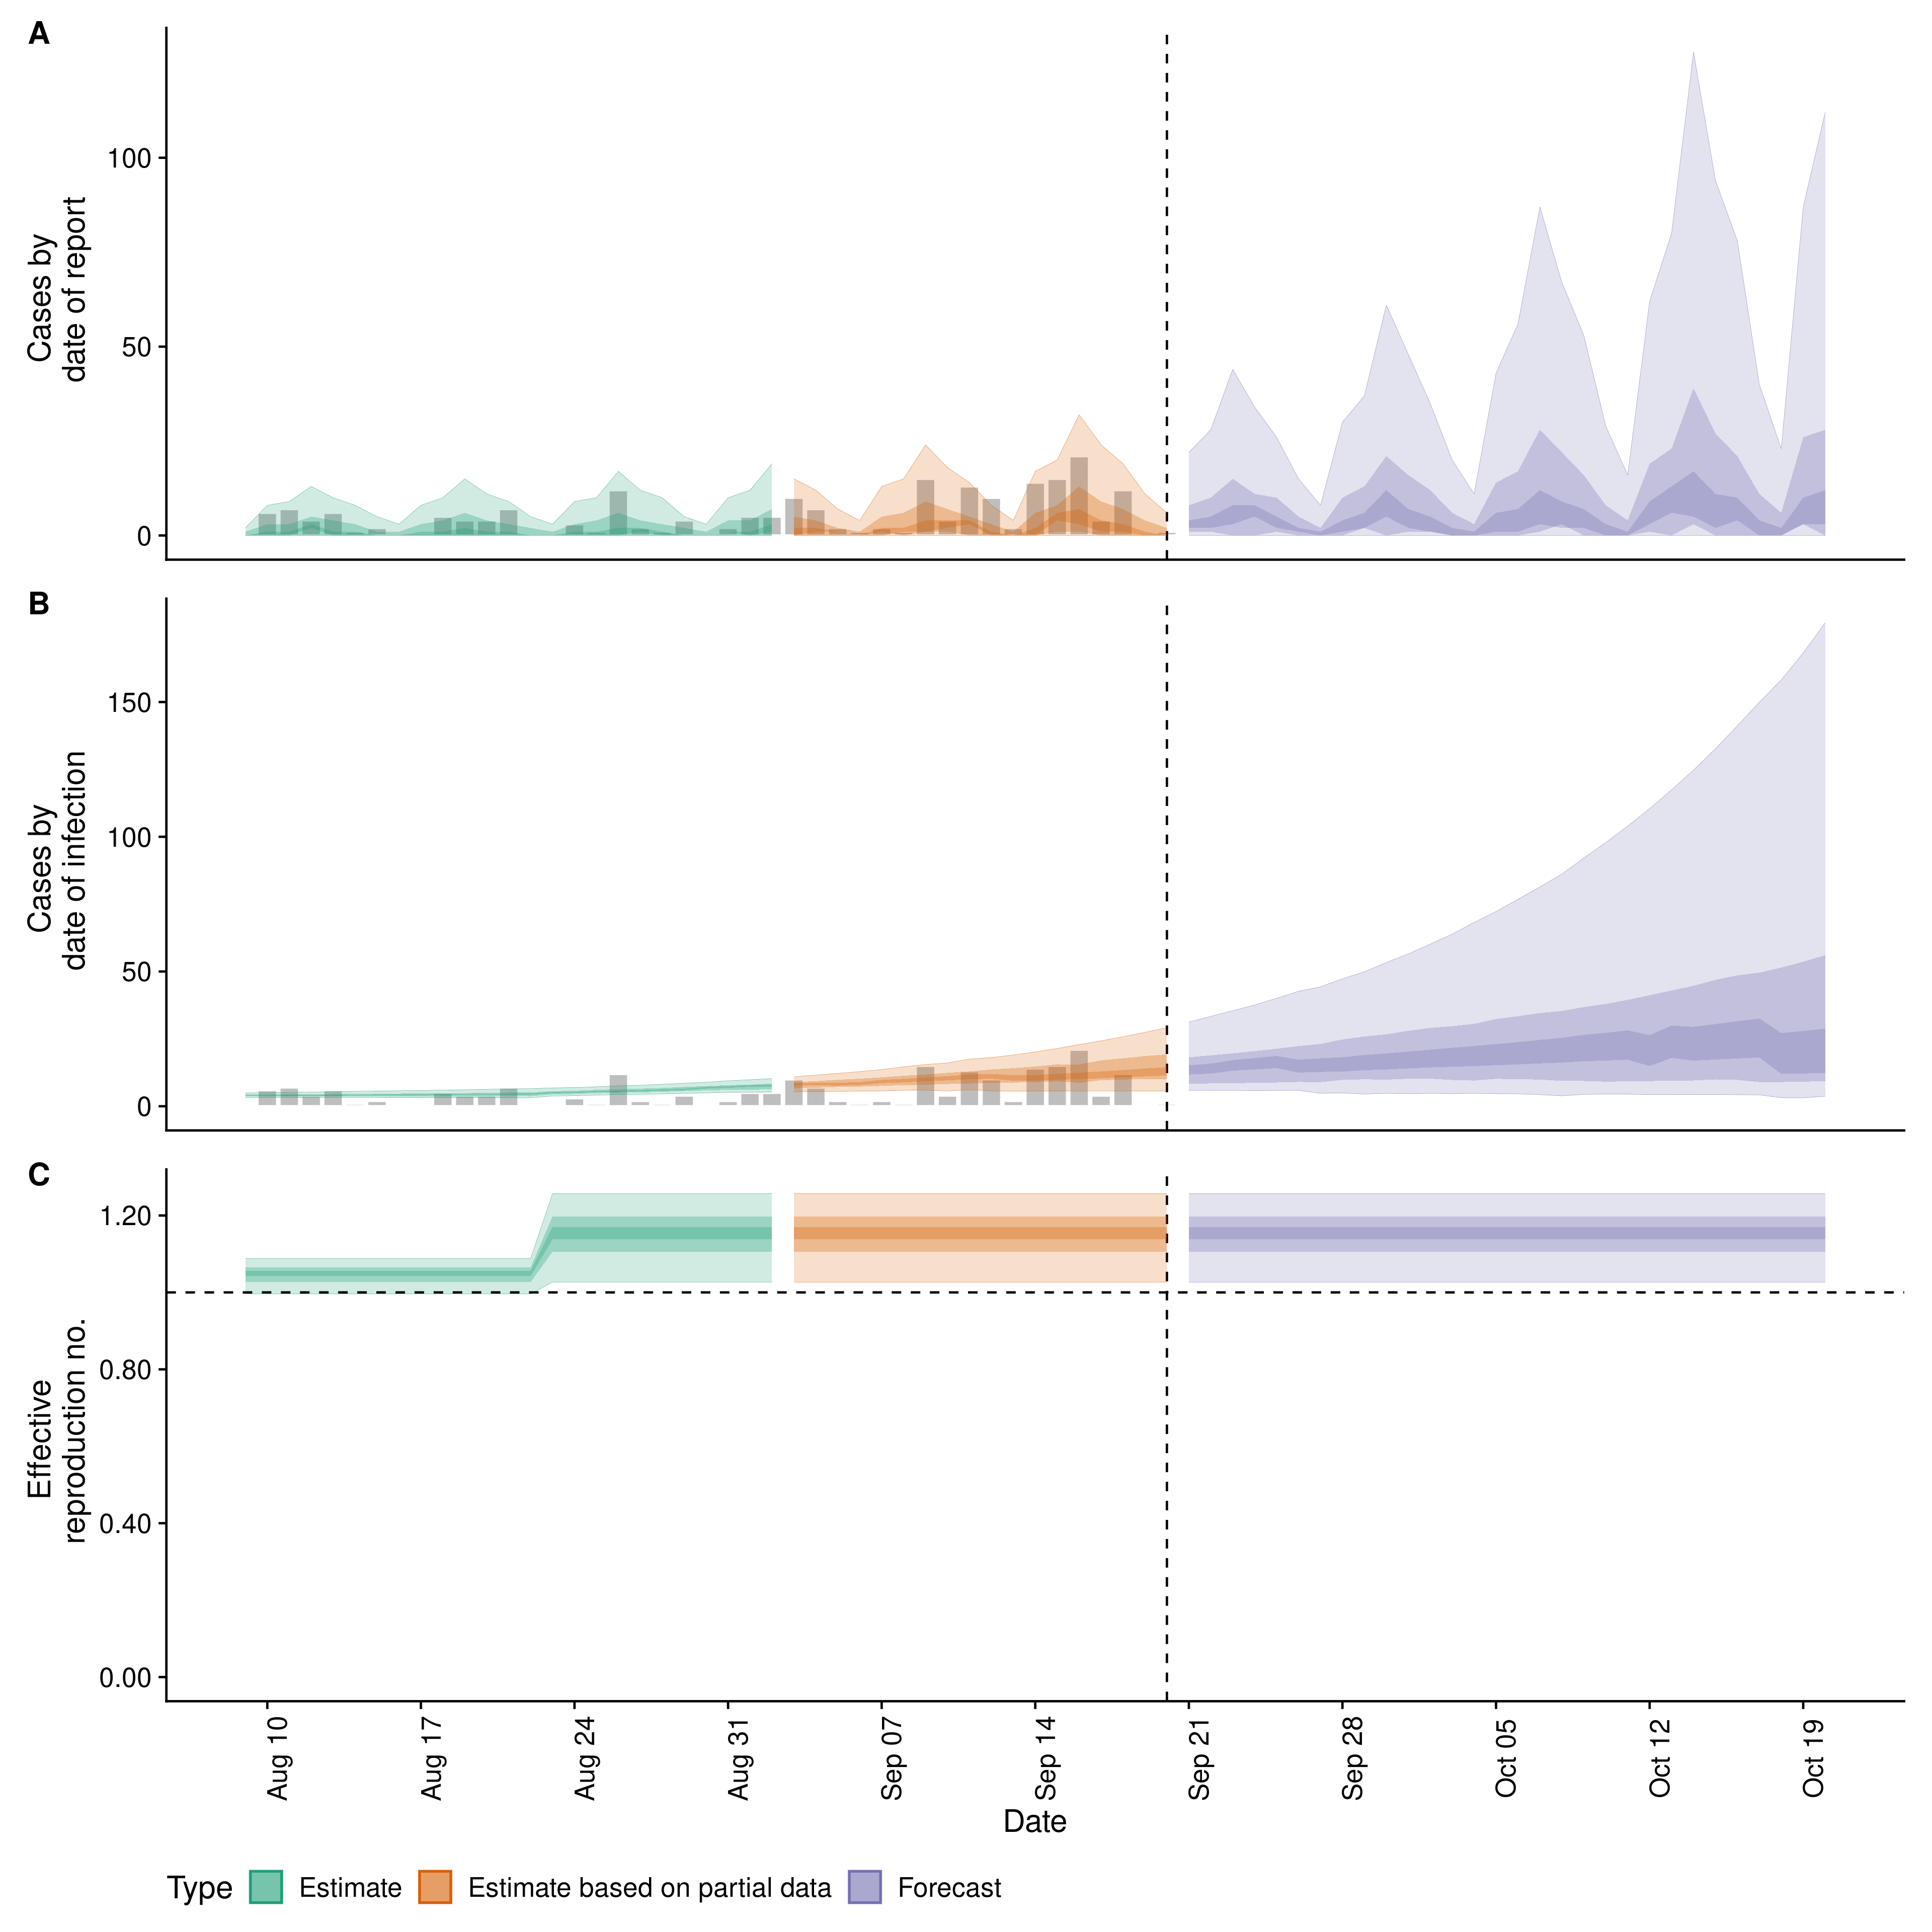 A
Cases by
date of report
100
50
0
B
Cases by
date of infection
150
100
50
0
C
Effective
reproduction no.
1.20
0.80
0.40
0.00
Aug 10
Aug 17
Aug 24
Aug 31
Sep 07
Sep 14
Sep 21
Sep 28
Oct 05
Oct 12
Oct 19
Date
Type Estimate Estimate based on partial data Forecast